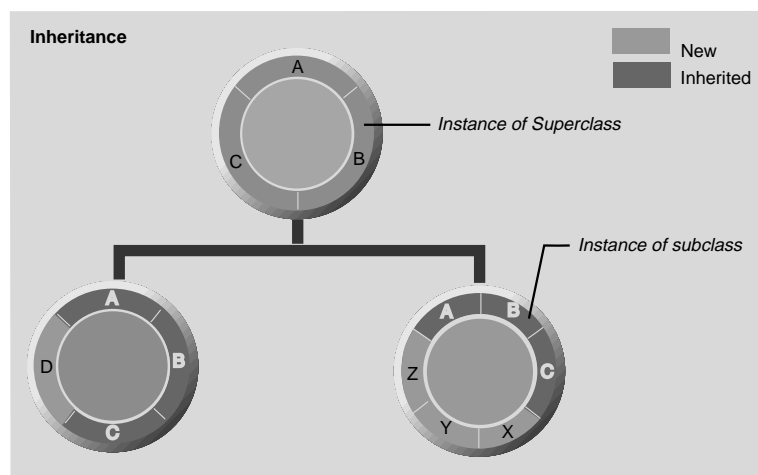 Inheritance
New
Inherited
A
Instance of Superclass
C
B
Instance of subclass
A
D
B
C
A
B
Z
C
Y
X